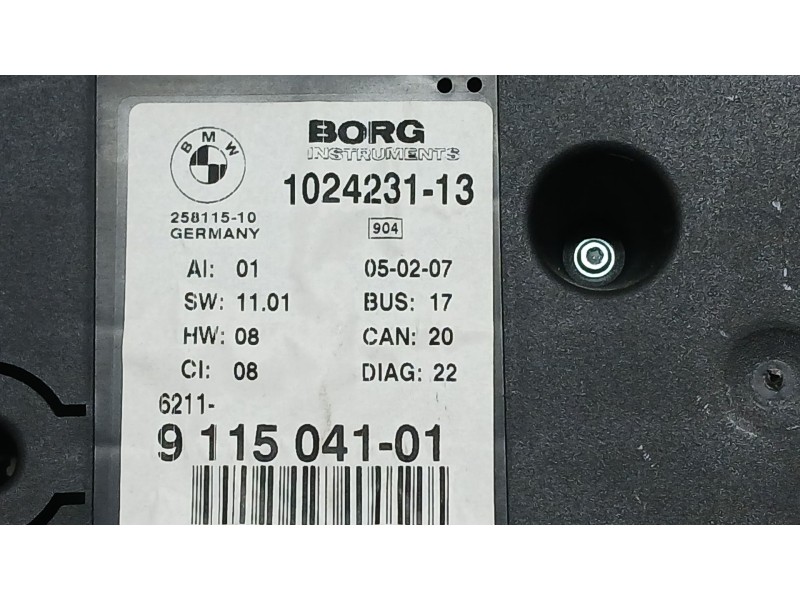 BMW
BORG
INSTRUMENTS
1024231-13
258115-10
GERMANY
904
AI: 01 05-02-07
SW: 11.01 BUS: 17
HW: 08 CAN: 20
CI: 08 DIAG: 22
6211-
9 115 041-01